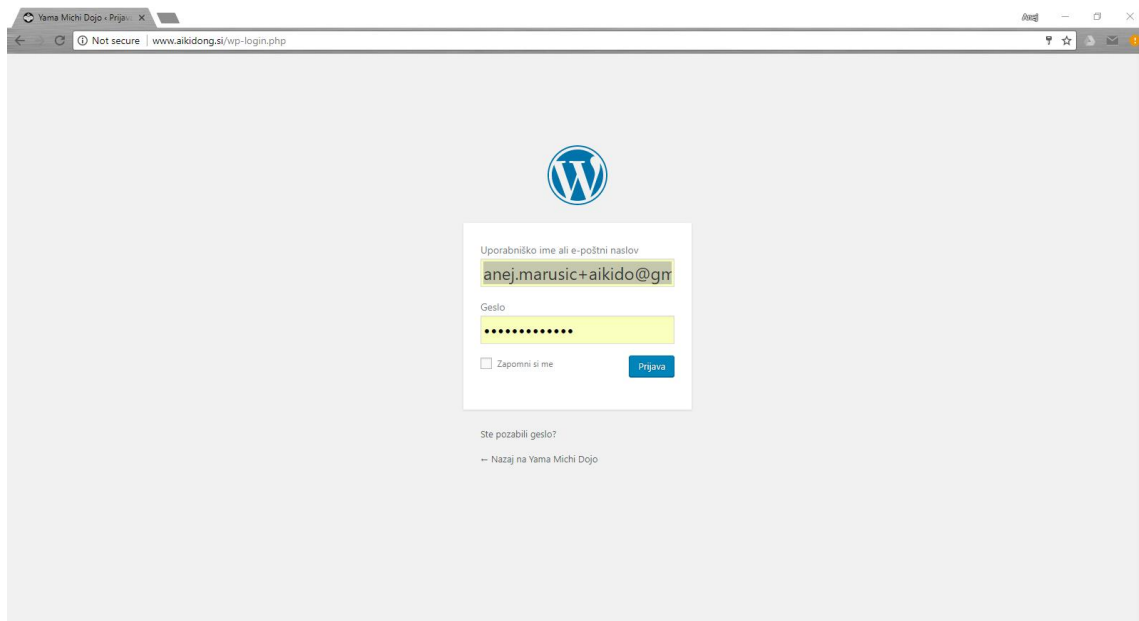 Yama Michi Dojo ‹ Prijav
Anej
Not secure | www.aikidong.si/wp-login.php
Uporabniško ime ali e-poštni naslov
anej.marusic+aikido@gm
Geslo
•••••••••••••
Zapomni si me
Prijava
Ste pozabili geslo?
← Nazaj na Yama Michi Dojo